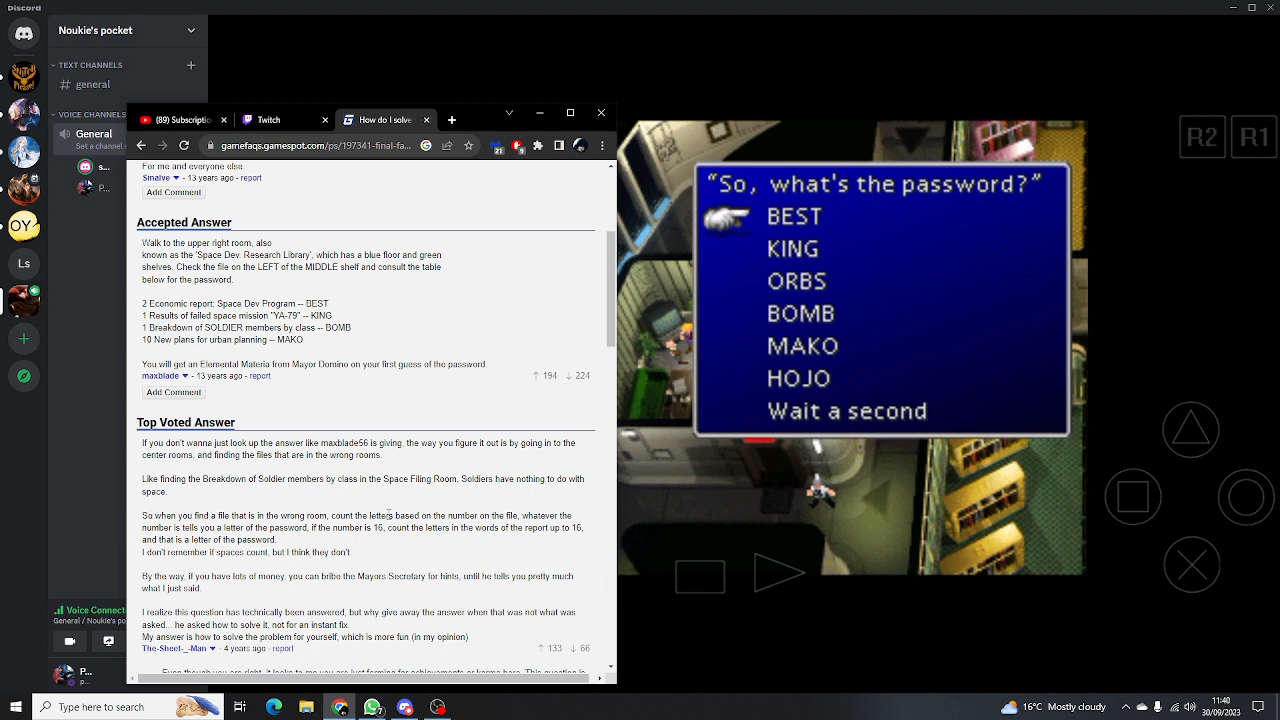 Discord
Noukie's pocket
TEXT CHANNELS
# general
VOICE CHANNELS
General
S...
P...
OY
Ls
Voice Connect
General / Noukie's po
P...
(89) Subscriptio
Twitch
How do I solve
gamefaqs.gamespot.com/ps/197341-final-fa...
21
9
For me and everyone else.
Sinalve - 13 years ago - report
Add Comment
Accepted Answer
Walk to the upper right room, also
known as the 'Space Dev. Research Library', which has a blue floor and green
shelves. Check the file on the LEFT of the MIDDLE shelf and consult the table
below for the password.
2 Economic report: Space Dev Program -- BEST
1 Results of failed space mission "YA-79" -- KING
1 Breakdown of SOLDIER members by class -- BOMB
10 New plans for urban planning -- MAKO
You will get an Elemental Materia from Mayor Domino on your first guess of the password.
maxblade - 13 years ago - report
194 224
Add Comment
Top Voted Answer
If you don'wanna just look up the answer like maxblade56 is giving, the way you figure it out is by going in to the
center rooms, and finding the files that are in the wrong rooms.
Like finding the Breakdown of Soldier members by class in the Space Filing Room, Soldiers have nothing to do with
space.
So when you find a file that is in the wrong room, count the letters based on the number on the file, whatever the
number is tells you a letter of the password, if the number is 16, count the letters in the words of the report up to 16,
and that is a letter of the password.
I don't remember if spaces count, but I think they don't.
By the way, if you have lots of money, you can bribe the Mayors Secretary for hints, until he tells you pretty much
what I just said.
I realize this question has technically been answered, but why give away the answer when that was not what was
asked... he asked how to solve it, not for an instant fix.
My answer is how to solve the problem for yourself, which is more fun (in my opinion)
The-Sheet-_-Man - 4 years ago - report
133 66
"So, what's the password?"
BEST
KING
ORBS
BOMB
MAKO
HOJO
Wait a second
R2 R1
Type here to search
7
15°C Mostly cloudy
11:40
30/09/2023